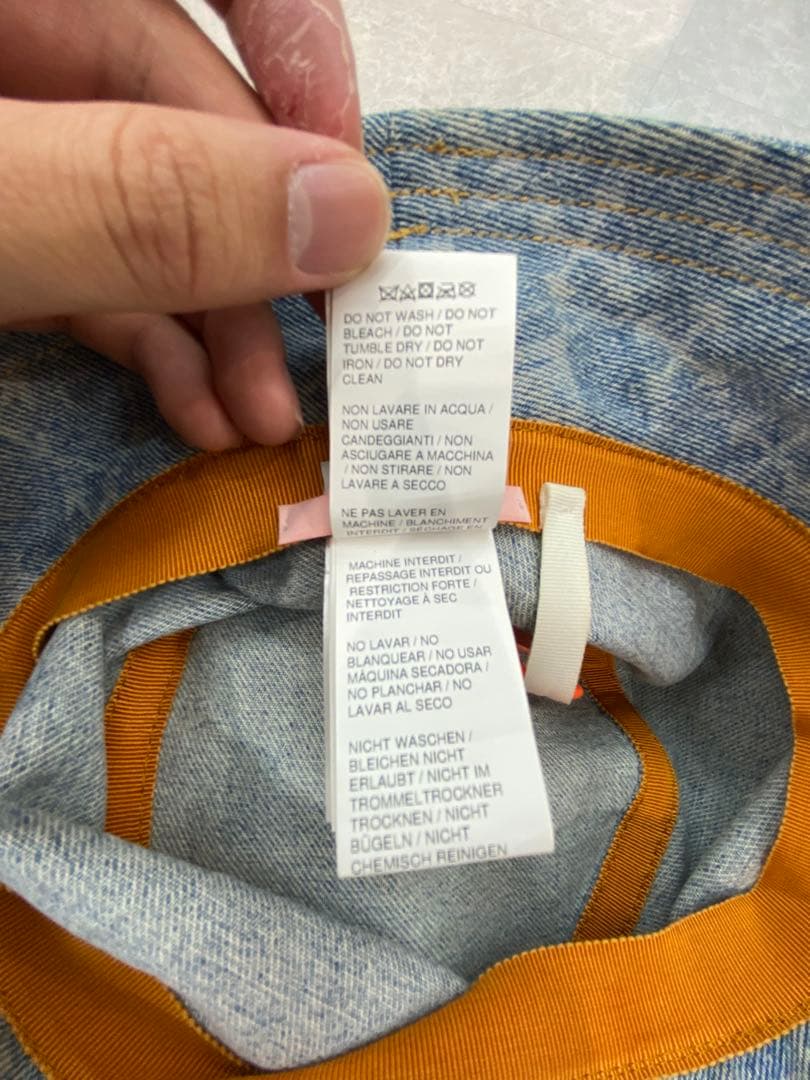 DO NOT WASH / DO NOT
BLEACH / DO NOT
TUMBLE DRY / DO NOT
IRON / DO NOT DRY
CLEAN
NON LAVARE IN ACQUA /
NON USARE
CANDEGGIANTI / NON
ASCIUGARE A MACCHINA
/ NON STIRARE / NON
LAVARE A SECCO
NE PAS LAVER EN
MACHINE / BLANCHIMENT
INTERDIT / SECHAGE EN
MACHINE INTERDIT /
REPASSAGE INTERDIT OU
RESTRICTION FORTE /
NETTOYAGE À SEC
INTERDIT
NO LAVAR / NO
BLANQUEAR / NO USAR
MÁQUINA SECADORA /
NO PLANCHAR / NO
LAVAR AL SECO
NICHT WASCHEN /
BLEICHEN NICHT
ERLAUBT / NICHT IM
TROMMELTROCKNER
TROCKNEN / NICHT
BÜGELN / NICHT
CHEMISCH REINIGEN